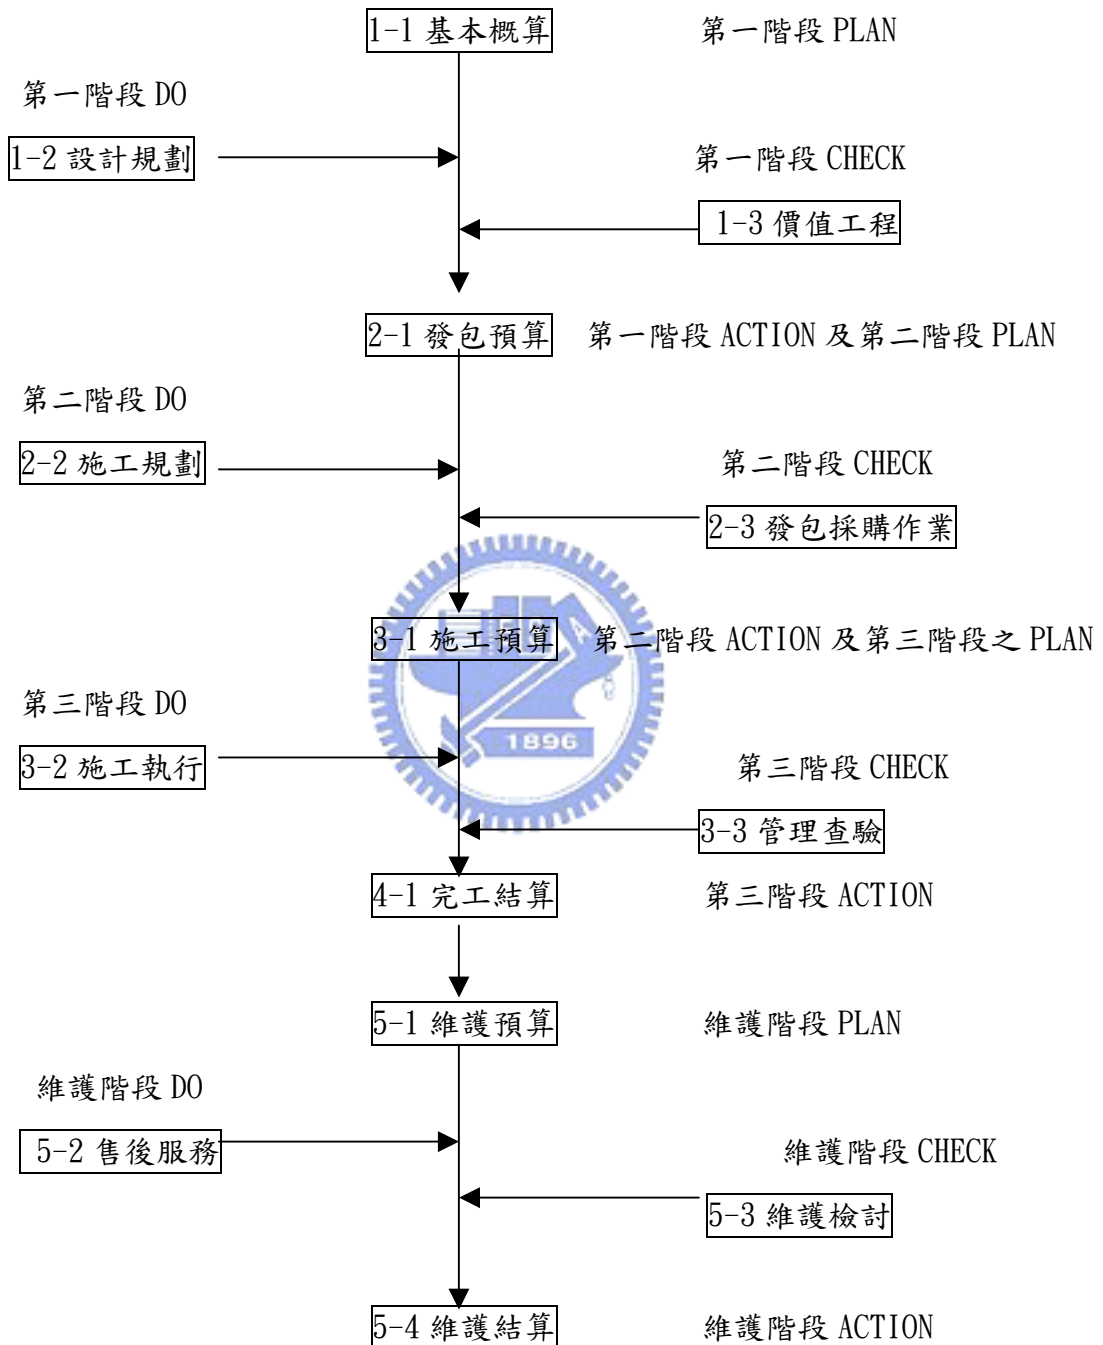 1-1 基本概算
第一階段 PLAN
第一階段 DO
1-2 設計規劃
第一階段 CHECK
1-3 價值工程
2-1 發包預算
第一階段 ACTION 及第二階段 PLAN
第二階段 DO
2-2 施工規劃
第二階段 CHECK
2-3 發包採購作業
3-1 施工預算
第二階段 ACTION 及第三階段之 PLAN
第三階段 DO
3-2 施工執行
1896
第三階段 CHECK
3-3 管理查驗
4-1 完工結算
第三階段 ACTION
5-1 維護預算
維護階段 PLAN
維護階段 DO
5-2 售後服務
維護階段 CHECK
5-3 維護檢討
5-4 維護結算
維護階段 ACTION